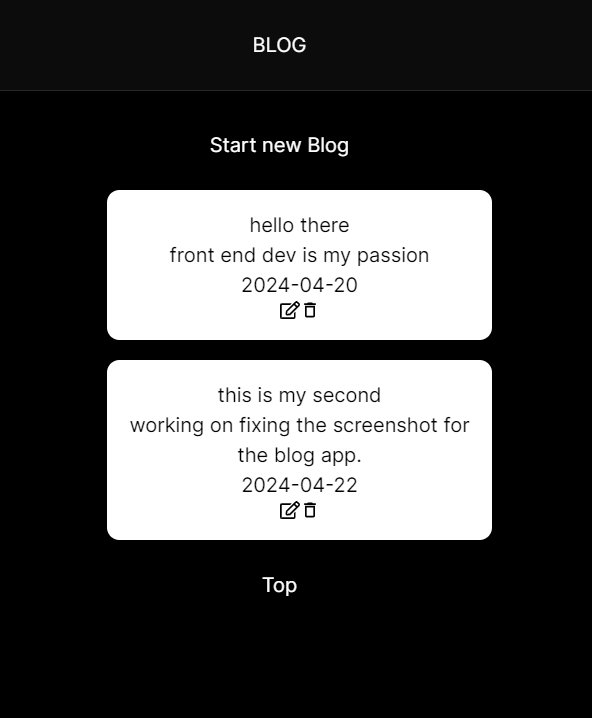 BLOG
Start new Blog
hello there
front end dev is my passion
2024-04-20
this is my second
working on fixing the screenshot for
the blog app.
2024-04-22
Top